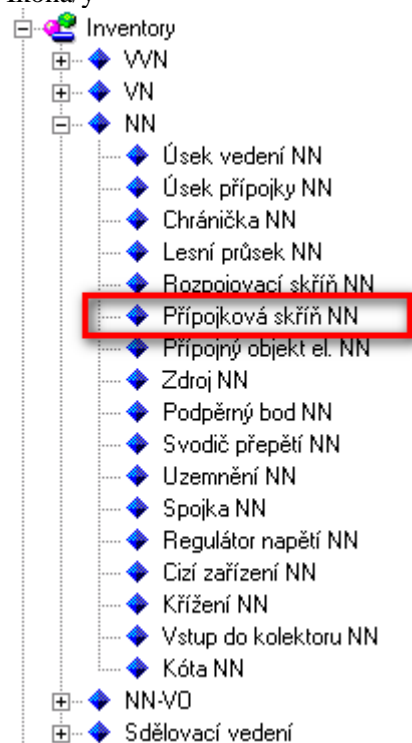 Inventory
VVN
VN
NN
Úsek vedení NN
Úsek přípojky NN
Chránička NN
Lesní průsek NN
Rozpojovací skříň NN
Přípojková skříň NN
Přípojný objekt el. NN
Zdroj NN
Podpěrný bod NN
Svodič přepětí NN
Uzemnění NN
Spojka NN
Regulátor napětí NN
Cizí zařízení NN
Křížení NN
Vstup do kolektoru NN
Kóta NN
NN-VO
Sdělovací vedení